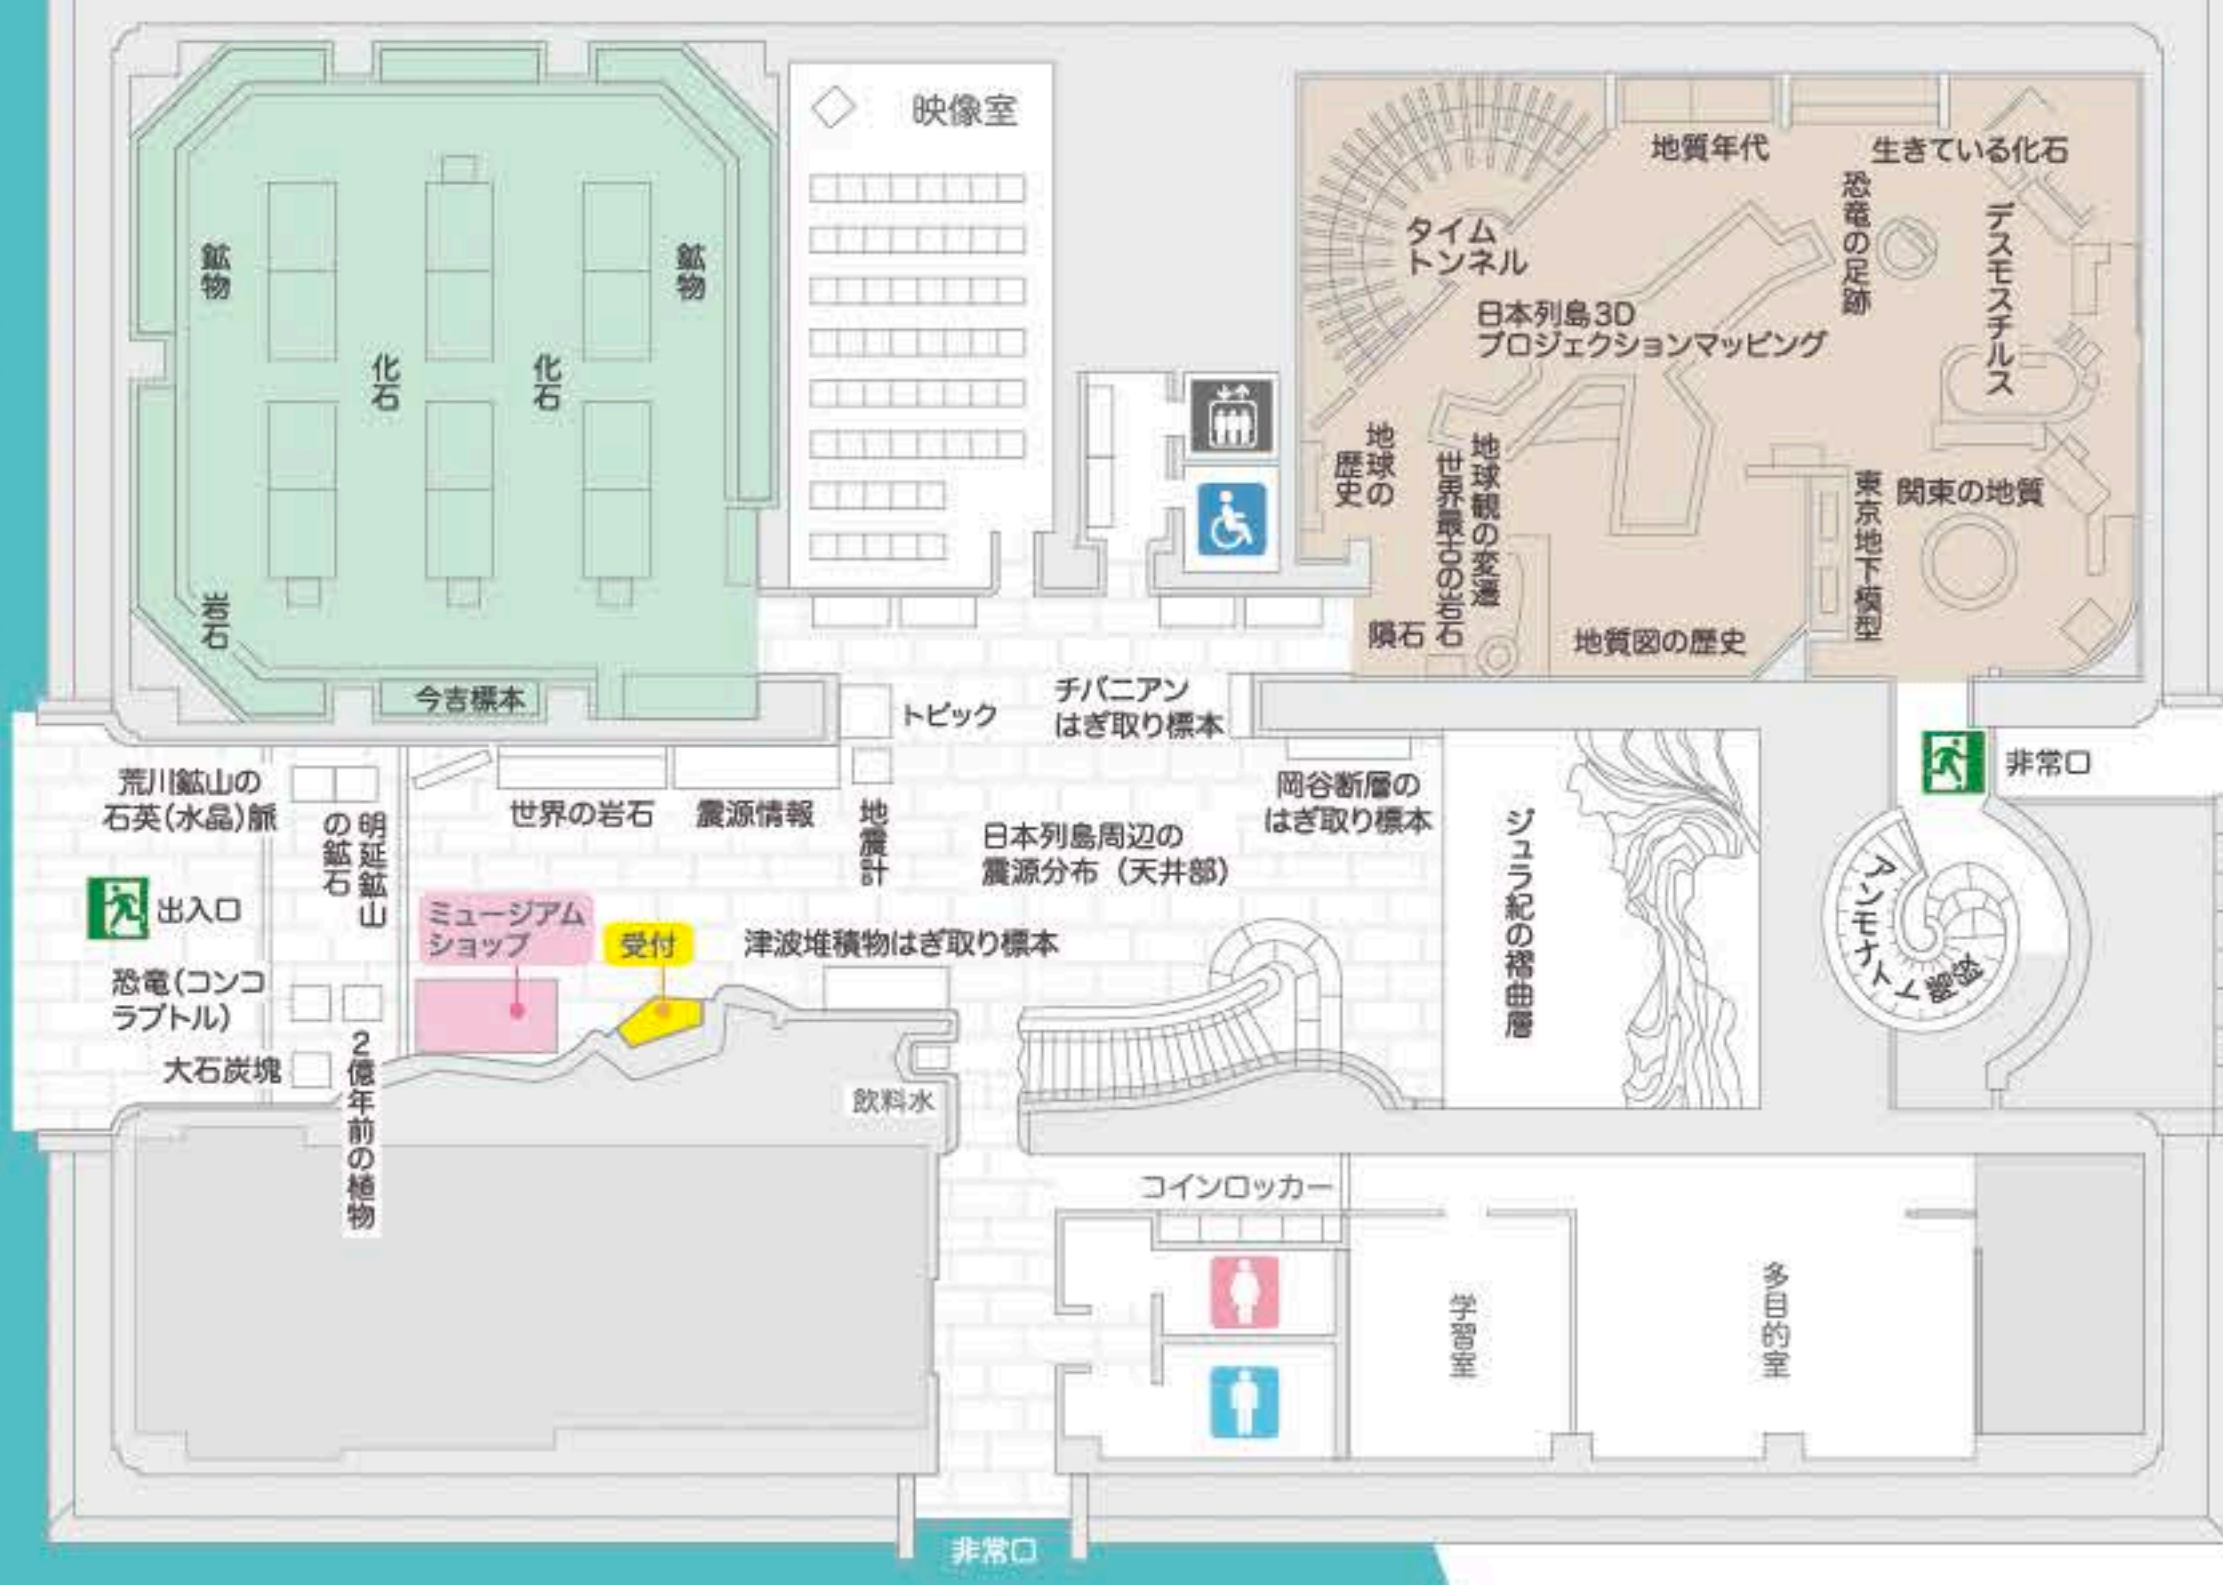 映像室
鉱物
鉱物
化石
化石
岩石
今吉標本
地質年代
生きている化石
恐竜の足跡
デスモスチルス
タイム
トンネル
日本列島3D
プロジェクションマッピング
地球の
歴史
地球観の変遷
世界最古の岩石
隕石
地質図の歴史
東京地下模型
関東の地質
トピック
チバニアン
はぎ取り標本
荒川鉱山の
石英(水晶)脈
明延鉱山
の鉱石
世界の岩石
震源情報
地震計
日本列島周辺の
震源分布(天井部)
岡谷断層の
はぎ取り標本
ジュラ紀の褶曲層
非常口
アンモナイト階段
出入口
ミュージアム
ショップ
受付
津波堆積物はぎ取り標本
恐竜(コンコ
ラプトル)
大石炭塊
2億年前の植物
飲料水
コインロッカー
学習室
多目的室
非常口